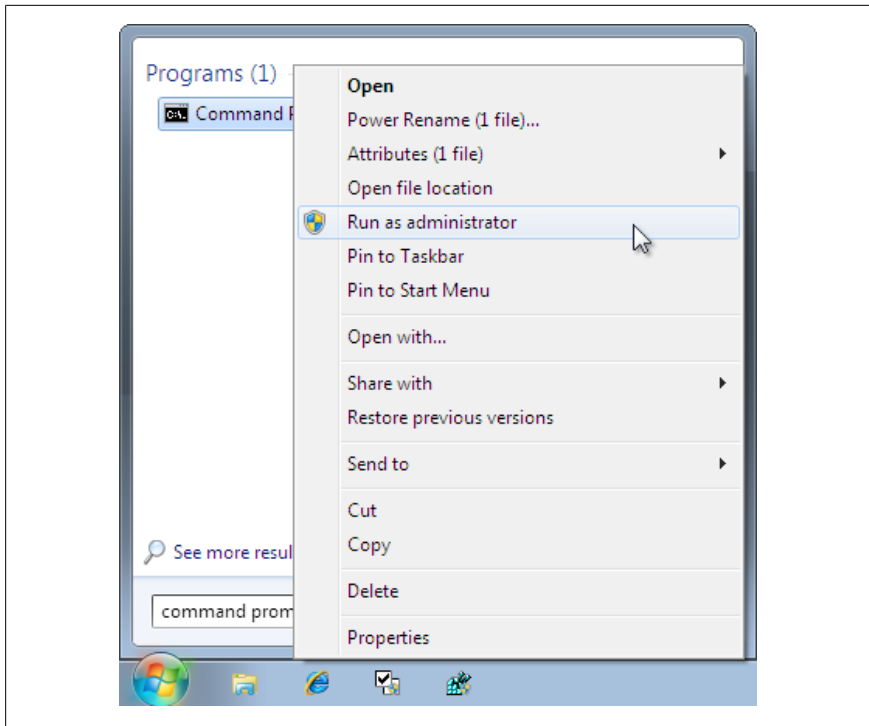 Programs (1)
Command P
Open
Power Rename (1 file)...
Attributes (1 file)
Open file location
Run as administrator
Pin to Taskbar
Pin to Start Menu
Open with...
Share with
Restore previous versions
Send to
Cut
Copy
Delete
Properties
See more resul
command prom